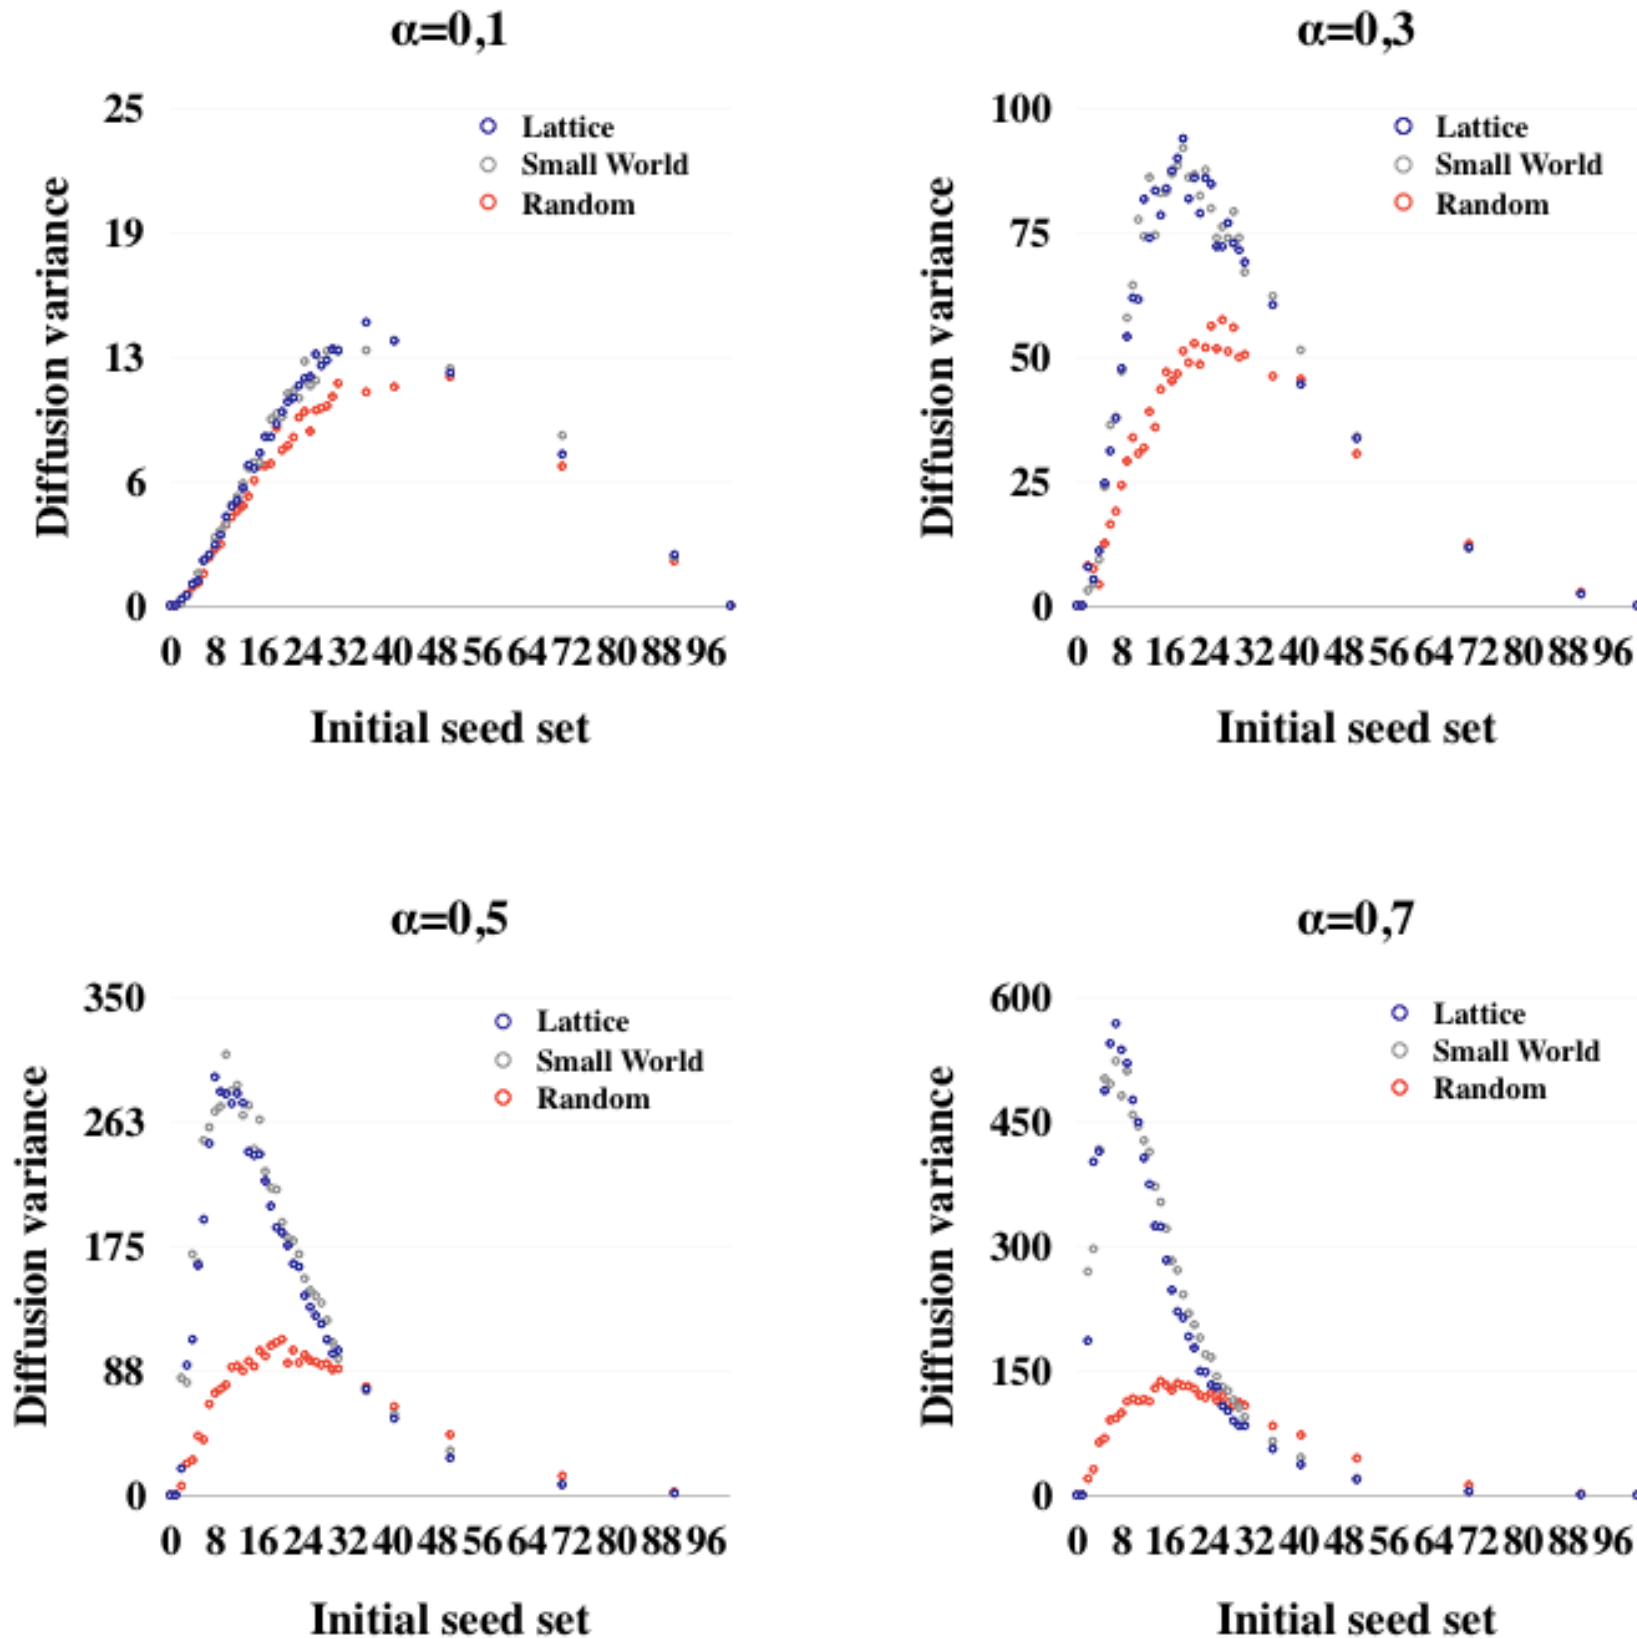 α=0,1
25
19
13
6
0
Diffusion variance
Lattice
Small World
Random
0 8 16 24 32 40 48 56 64 72 80 88 96
Initial seed set
α=0,3
100
75
50
25
0
Diffusion variance
Lattice
Small World
Random
0 8 16 24 32 40 48 56 64 72 80 88 96
Initial seed set
α=0,5
350
263
175
88
0
Diffusion variance
Lattice
Small World
Random
0 8 16 24 32 40 48 56 64 72 80 88 96
Initial seed set
α=0,7
600
450
300
150
0
Diffusion variance
Lattice
Small World
Random
0 8 16 24 32 40 48 56 64 72 80 88 96
Initial seed set